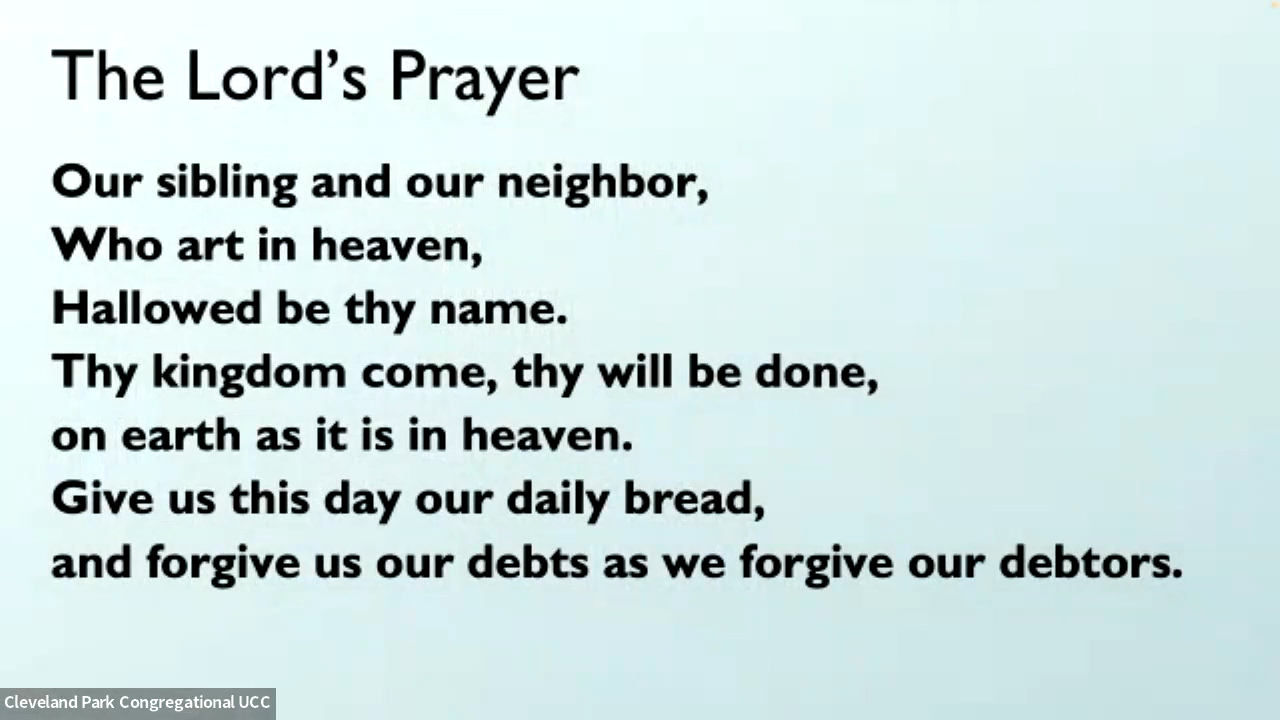 The Lord’s Prayer
Our sibling and our neighbor,
Who art in heaven,
Hallowed be thy name.
Thy kingdom come, thy will be done,
on earth as it is in heaven.
Give us this day our daily bread,
and forgive us our debts as we forgive our debtors.
Cleveland Park Congregational UCC